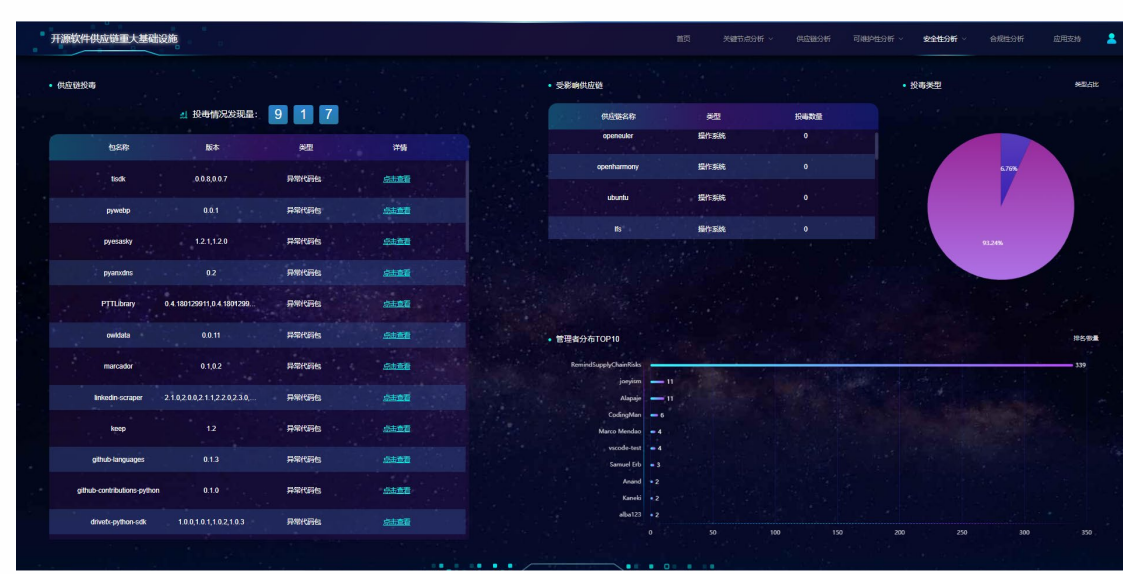 开源软件供应链重大基础设施
首页 关键节点分析 供应链分析 可维护性分析 安全性分析 合规性分析 应用支持
供应链投毒
投毒情况发现量： 9 1 7
包名称 版本 类型 详情
tisdk 0.0.8,0.0.7 异常代码包 点击查看
pywebp 0.0.1 异常代码包 点击查看
pyesasky 1.2.1,1.2.0 异常代码包 点击查看
pyanxdns 0.2 异常代码包 点击查看
PTTLibrary 0.4.180129911,0.4.1801299... 异常代码包 点击查看
owldata 0.0.11 异常代码包 点击查看
marcador 0.1,0.2 异常代码包 点击查看
linkedin-scraper 2.1.0,2.0.0,2.1.1,2.2.0,2.3.0,... 异常代码包 点击查看
keep 1.2 异常代码包 点击查看
github-languages 0.1.3 异常代码包 点击查看
github-contributions-python 0.1.0 异常代码包 点击查看
drivefx-python-sdk 1.0.0,1.0.1,1.0.2,1.0.3 异常代码包 点击查看
受影响供应链
供应链名称 类型 投毒数量
openeuler 操作系统 0
openharmony 操作系统 0
ubuntu 操作系统 0
lfs 操作系统 0
投毒类型 类型占比
6.76%
93.24%
管理者分布TOP10 排名/数量
RemindSupplyChainRisks 339
joeyism 11
Alapaje 11
CodingMan 6
Marco Mendao 4
vscode-test 4
Samuel Erb 3
Anand 2
Kaneki 2
alba123 2
0 50 100 150 200 250 300 350